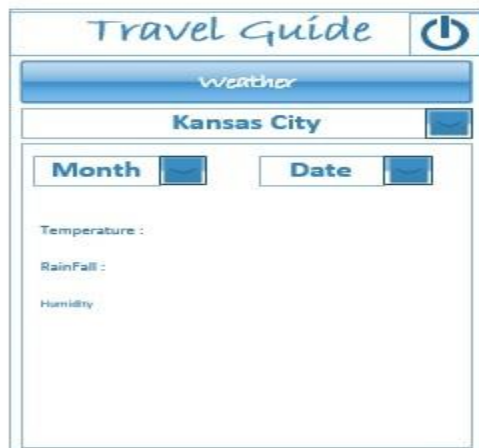 Travel Guide
Weather
Kansas City
Month Date
Temperature :
RainFall :
Humidity